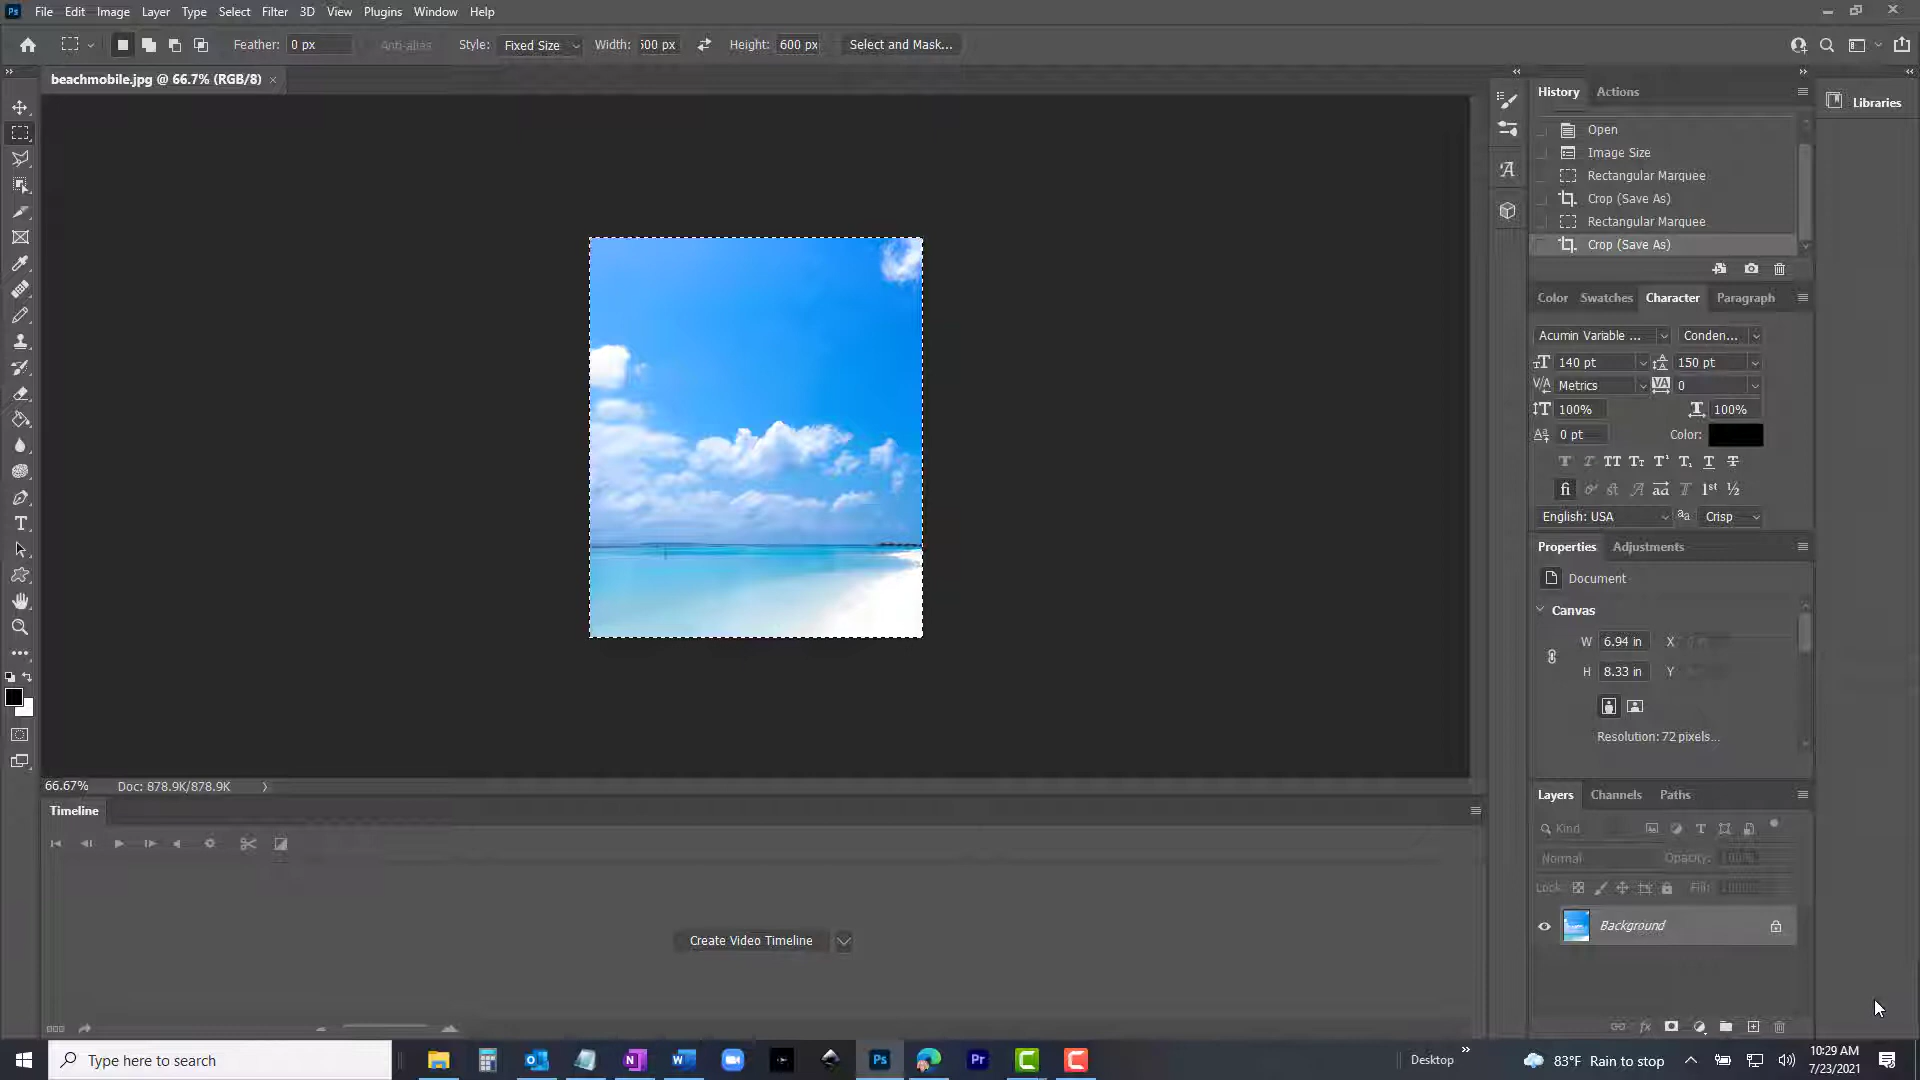 Ps File Edit Image Layer Type Select Filter 3D View Plugins Window Help
Feather: 0 px Anti-alias Style: Fixed Size Width: 500 px Height: 600 px Select and Mask...
beachmobile.jpg @ 66.7% (RGB/8) ×
History Actions
Libraries
Open
Image Size
Rectangular Marquee
Crop (Save As)
Rectangular Marquee
Crop (Save As)
Color Swatches Character Paragraph
Acumin Variable ... Conden...
140 pt 150 pt
Metrics 0
100% 100%
0 pt Color:
English: USA Crisp
Properties Adjustments
Document
Canvas
W 6.94 in X
H 8.33 in Y
Resolution: 72 pixels...
66.67% Doc: 878.9K/878.9K
Timeline
Create Video Timeline
Layers Channels Paths
Kind
Normal Opacity: 100%
Lock: Fill:
Background
Type here to search
Ps Pr
Desktop
83°F Rain to stop
10:29 AM
7/23/2021